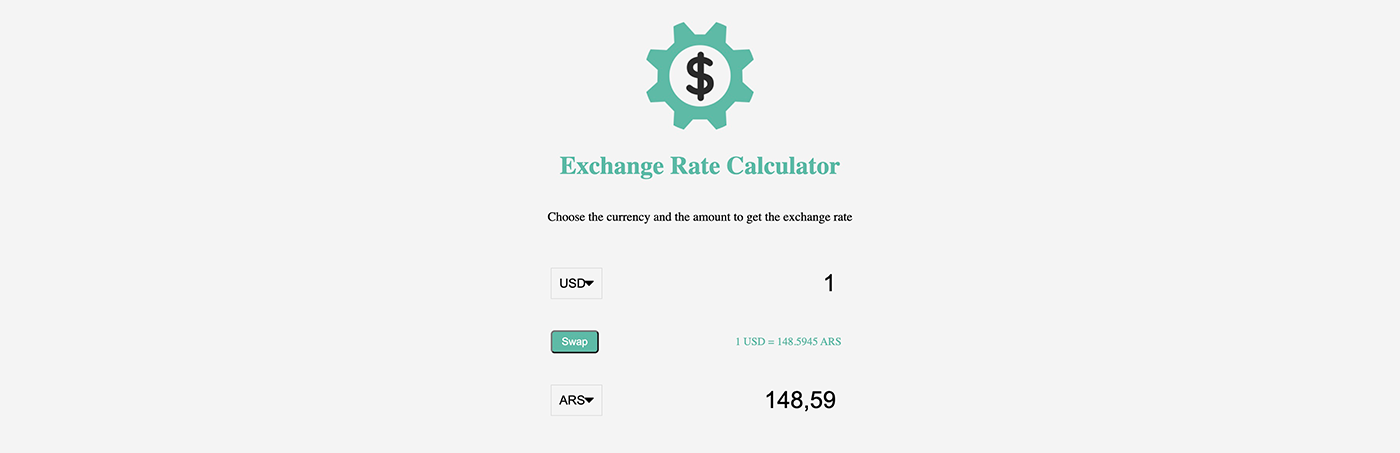 $
Exchange Rate Calculator
Choose the currency and the amount to get the exchange rate
USD 1
Swap 1 USD = 148.5945 ARS
ARS 148,59